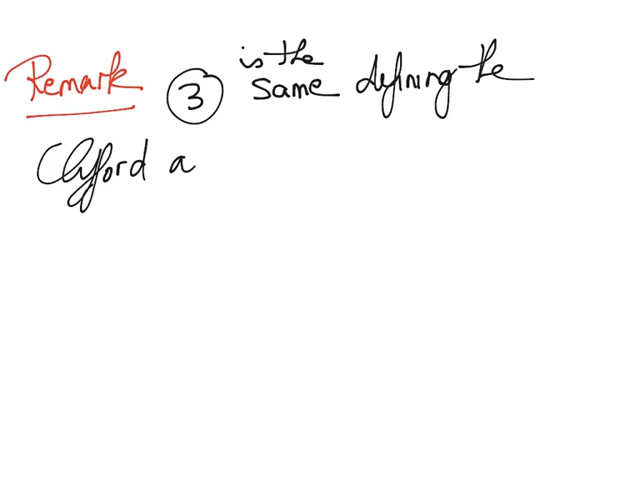 Remark ③ is the same defining the
Clifford a